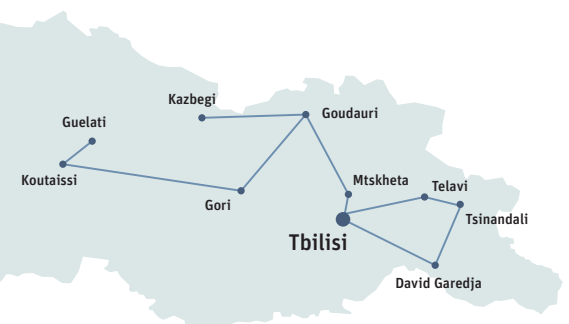 Kazbegi
Goudauri
Guelati
Koutaissi
Gori
Mtskheta
Telavi
Tsinandali
Tbilisi
David Garedja